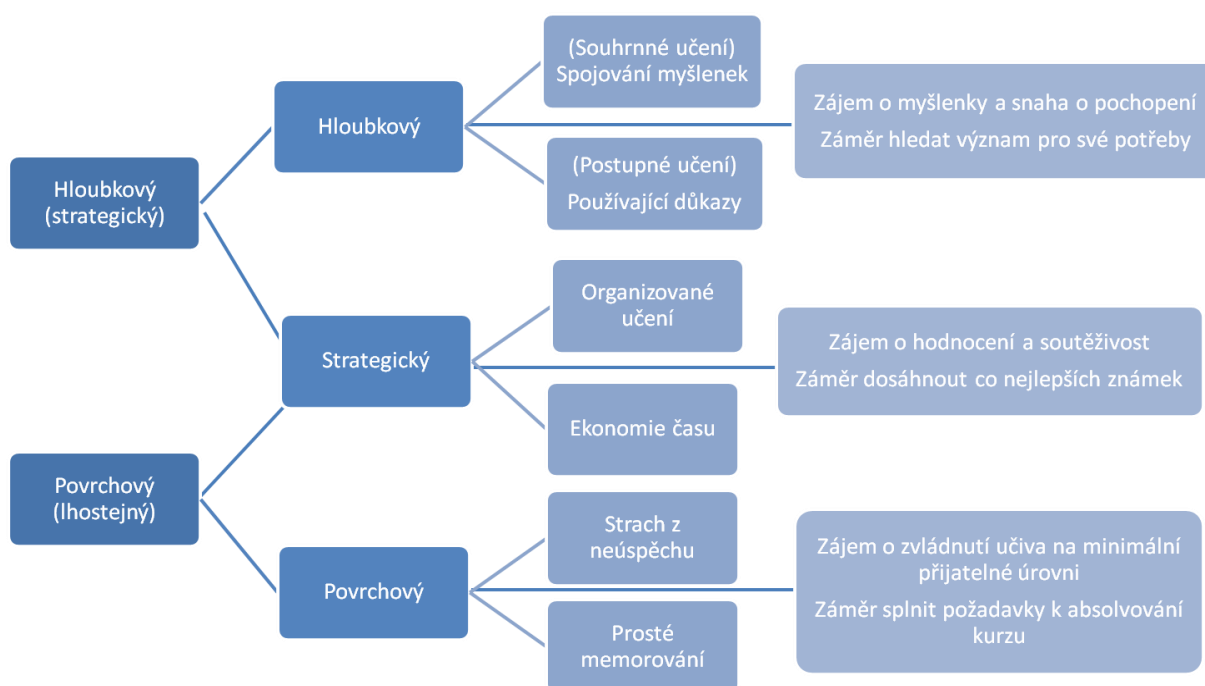 Hloubkový
(strategický)
Povrchový
(lhostejný)
Hloubkový
Strategický
Povrchový
(Souhrnné učení)
Spojování myšlenek
(Postupné učení)
Používající důkazy
Organizované
učení
Ekonomie času
Strach z
neúspěchu
Prosté
memorování
Zájem o myšlenky a snaha o pochopení
Záměr hledat význam pro své potřeby
Zájem o hodnocení a soutěživost
Záměr dosáhnout co nejlepších známek
Zájem o zvládnutí učiva na minimální
přijatelné úrovni
Záměr splnit požadavky k absolvování
kurzu